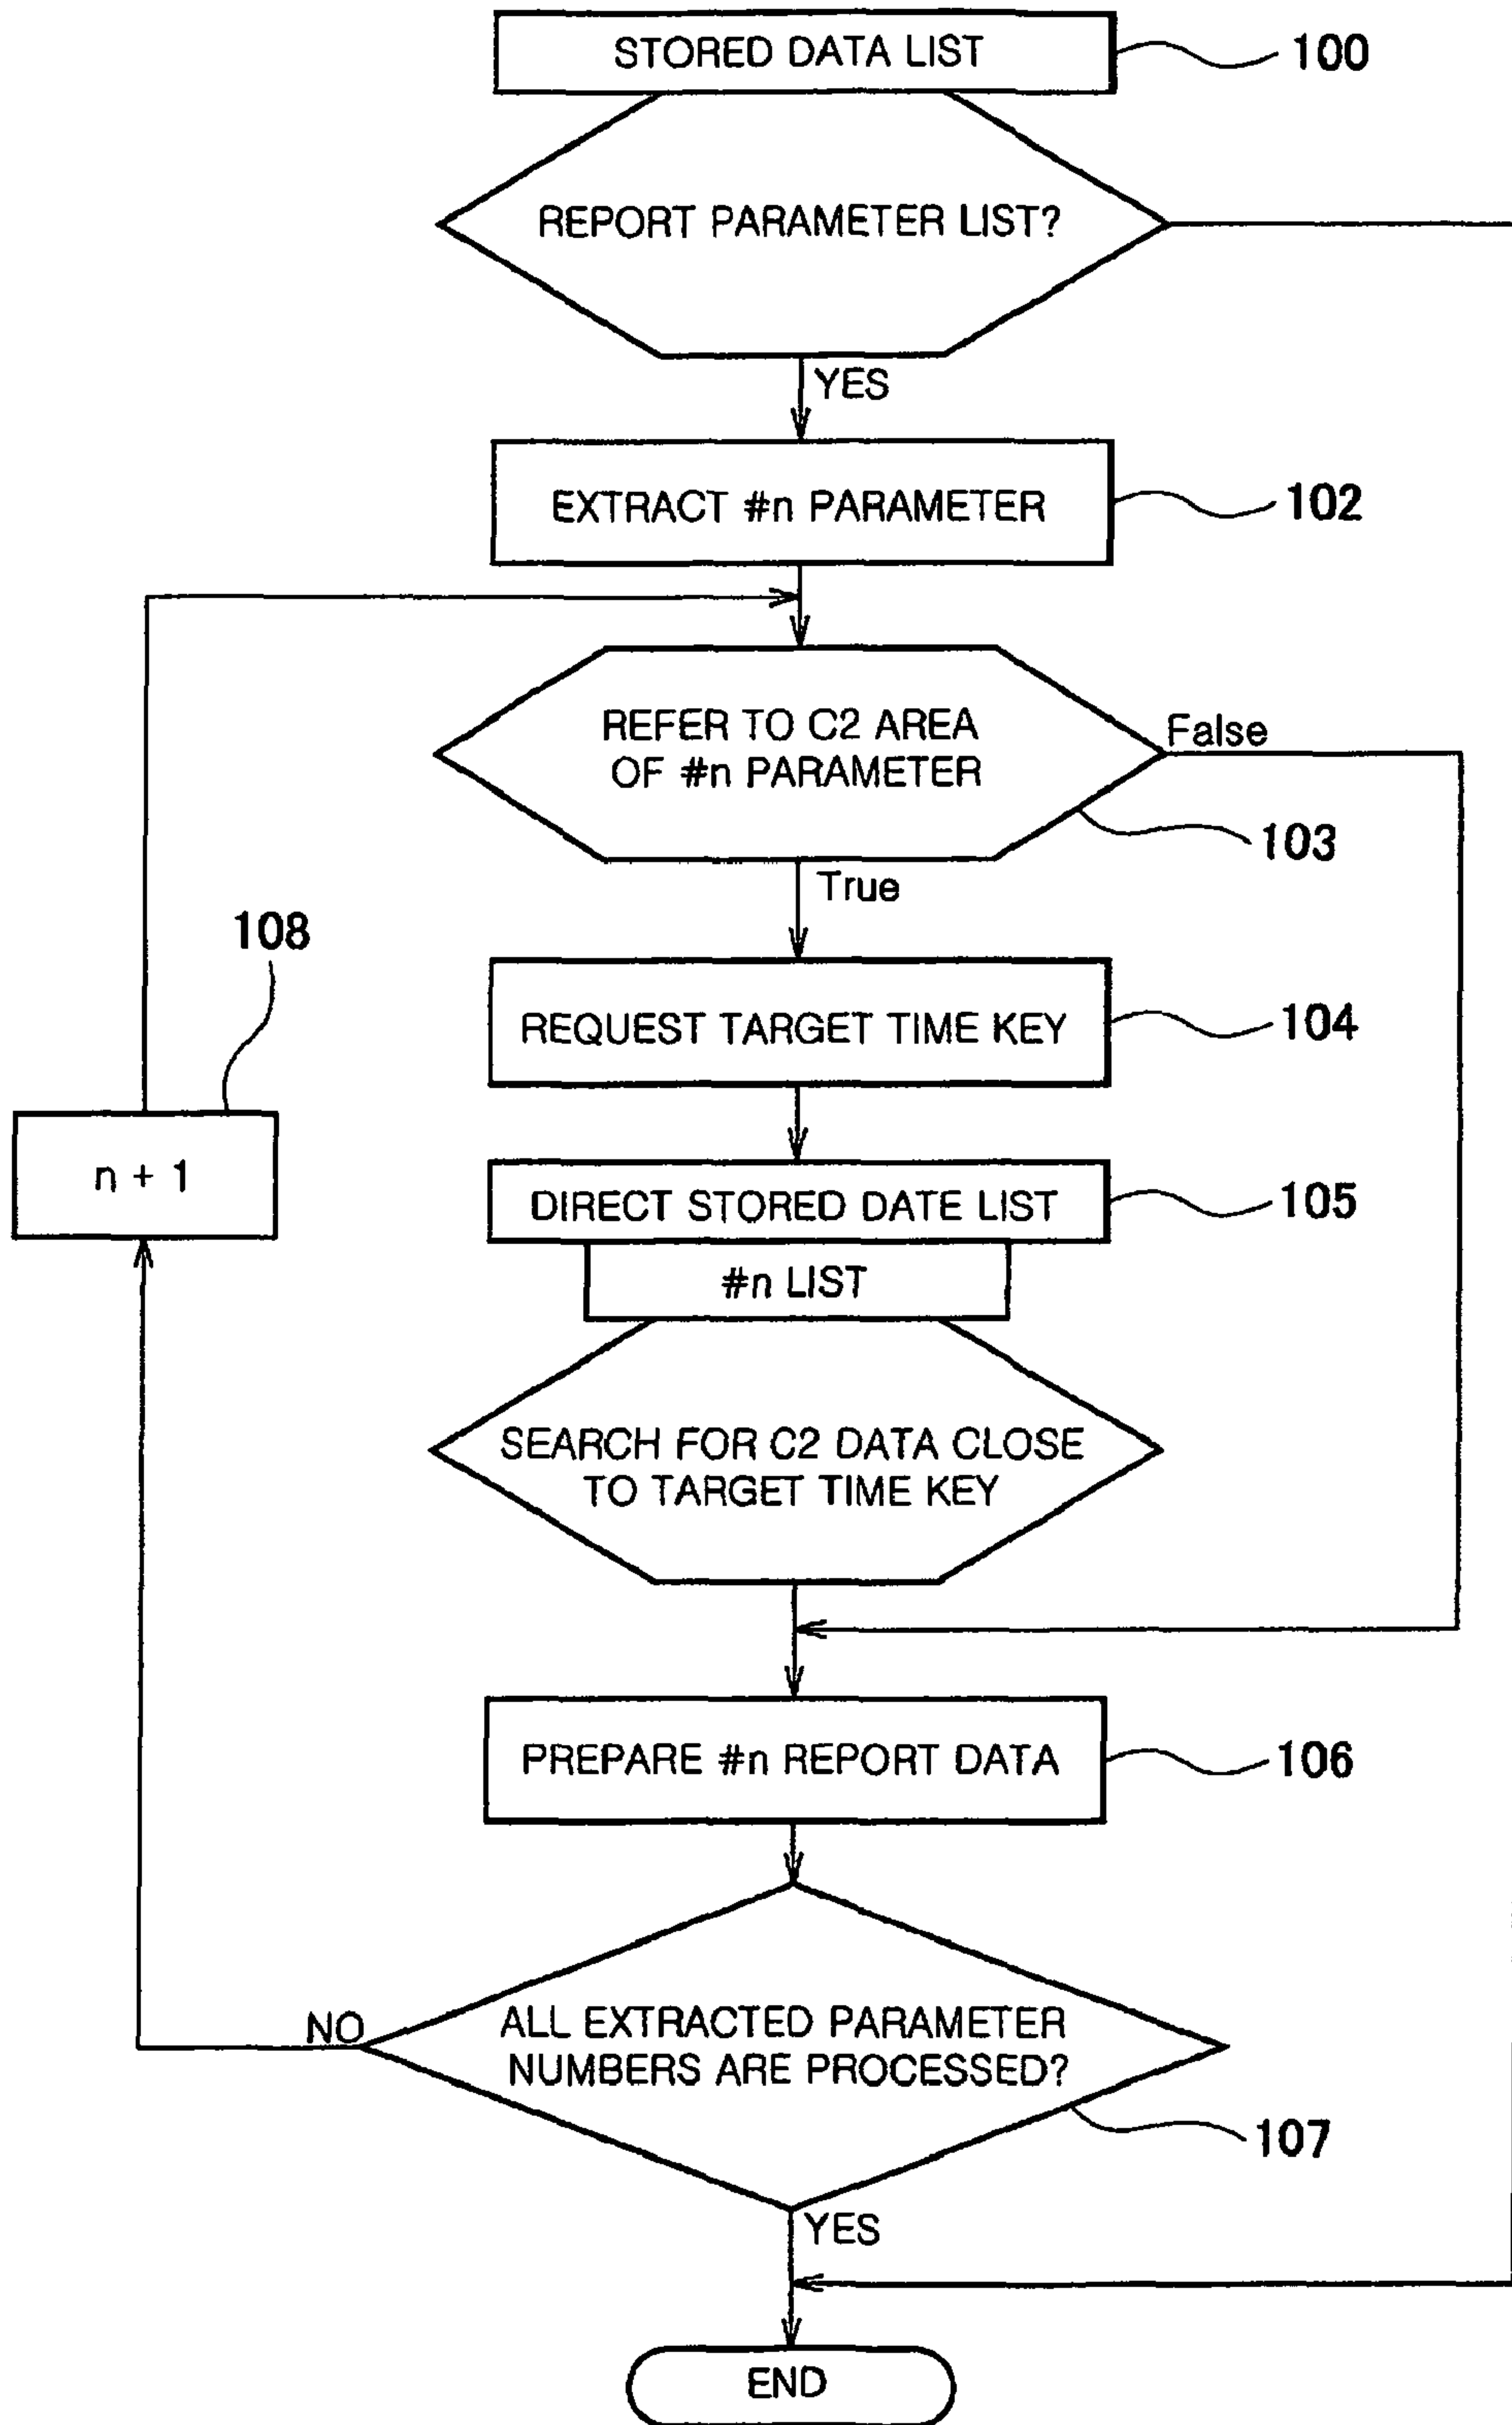 STORED DATA LIST
100
REPORT PARAMETER LIST?
YES
EXTRACT #n PARAMETER
102
REFER TO C2 AREA
OF #n PARAMETER
False
103
True
108
REQUEST TARGET TIME KEY
104
n + 1
DIRECT STORED DATE LIST
105
#n LIST
SEARCH FOR C2 DATA CLOSE
TO TARGET TIME KEY
PREPARE #n REPORT DATA
106
NO
ALL EXTRACTED PARAMETER
NUMBERS ARE PROCESSED?
107
YES
END